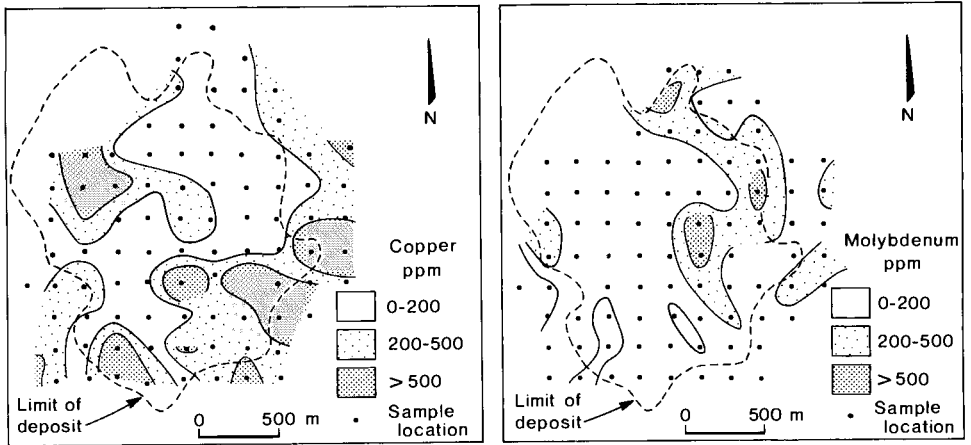 N
Copper
ppm
0-200
200-500
>500
Sample
location
Limit of
deposit
0 500 m
N
Molybdenum
ppm
0-200
200-500
>500
Sample
location
Limit of
deposit
0 500 m